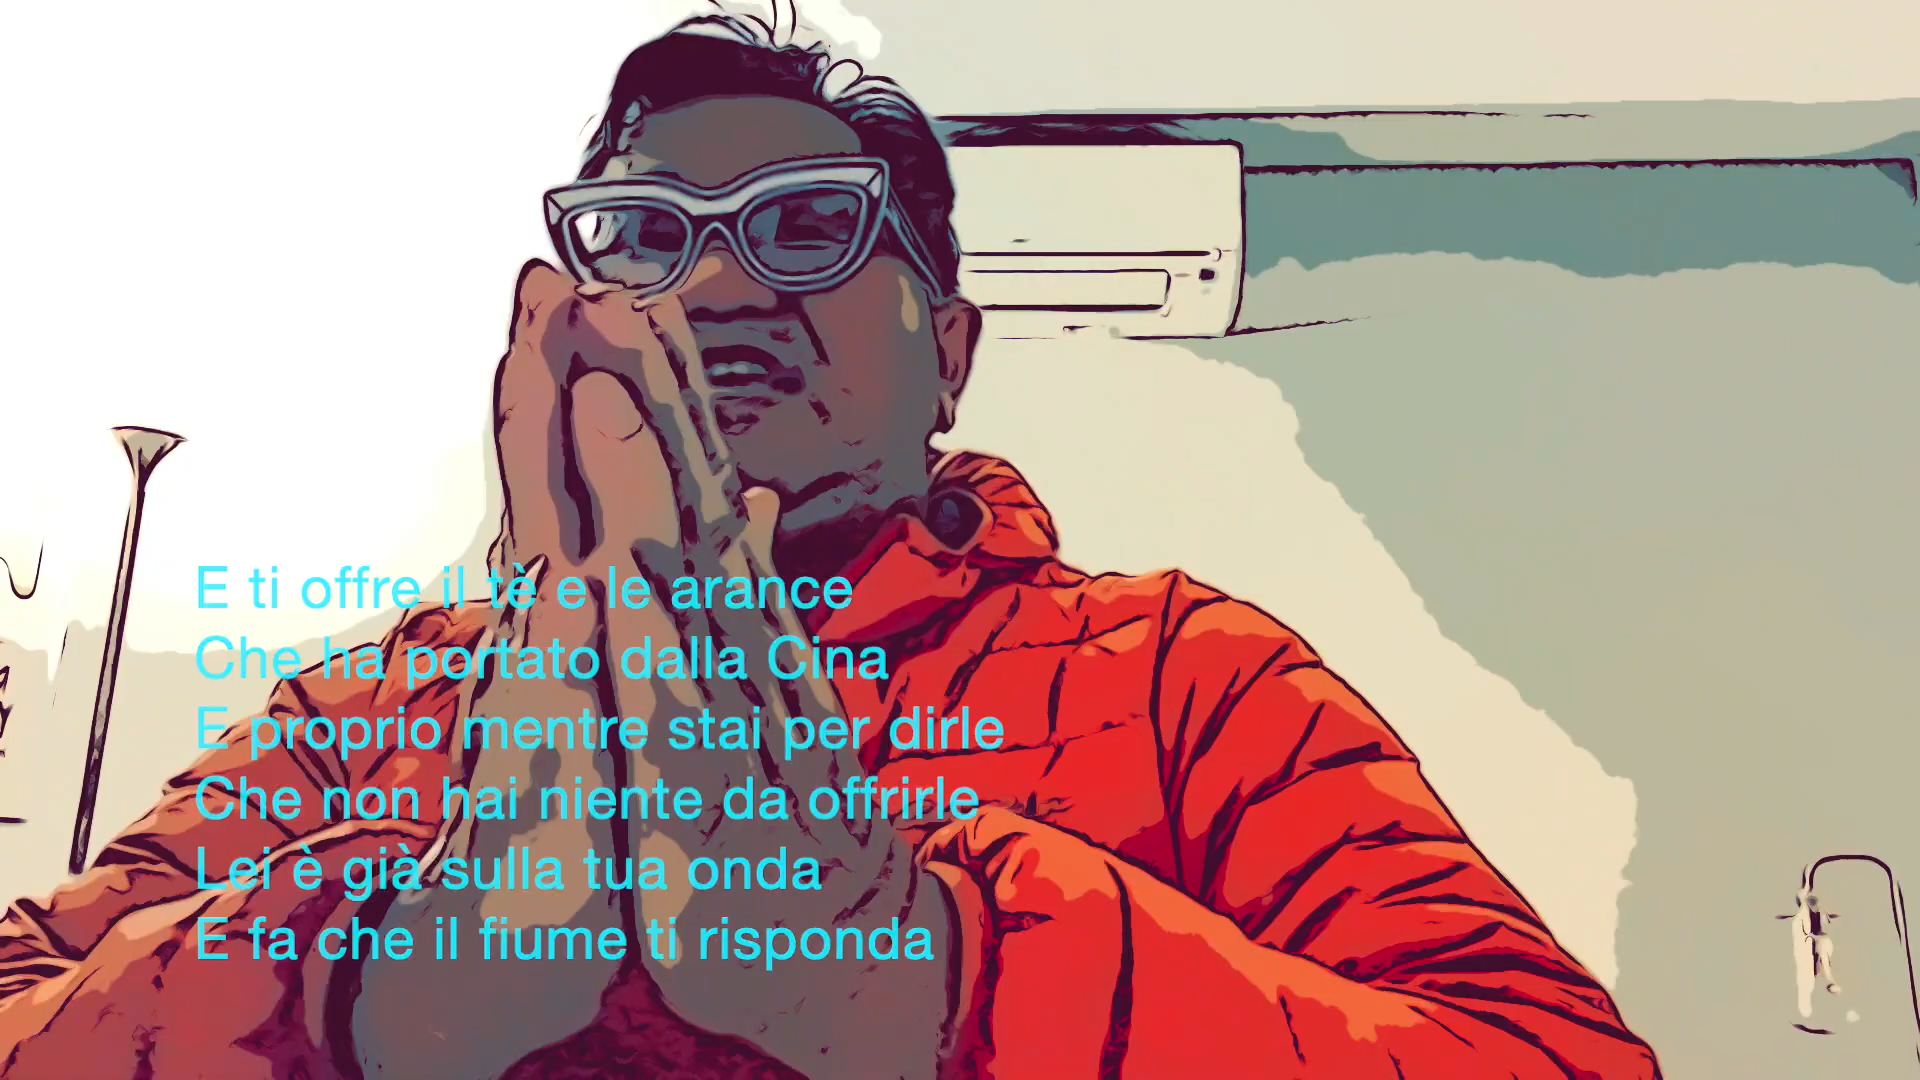 E ti offre il tè e le arance
Che ha portato dalla Cina
E proprio mentre stai per dirle
Che non hai niente da offrirle
Lei è già sulla tua onda
E fa che il fiume ti risponda